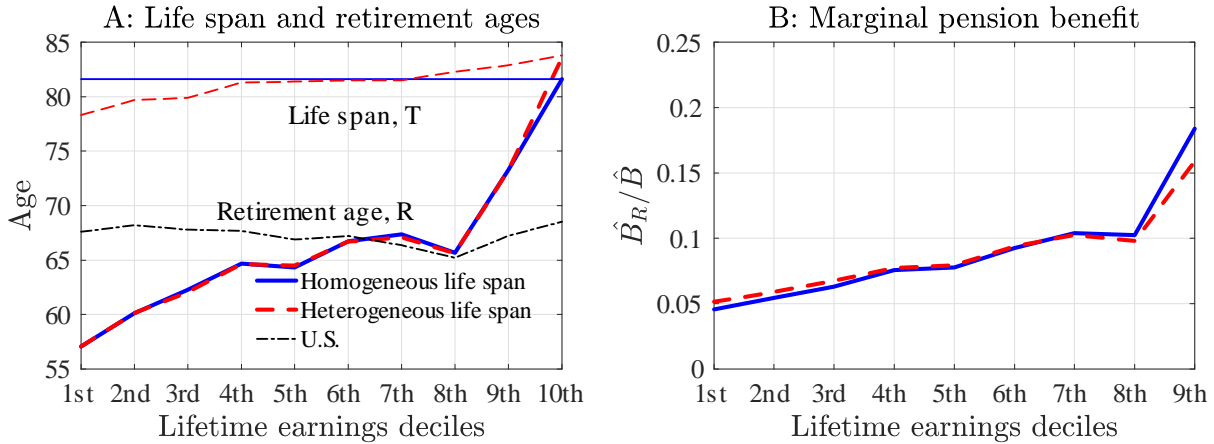 A: Life span and retirement ages
Age
85
80
75
70
65
60
55
Life span, T
Retirement age, R
Homogeneous life span
Heterogeneous life span
U.S.
1st 2nd 3rd 4th 5th 6th 7th 8th 9th 10th
Lifetime earnings deciles
B: Marginal pension benefit
B̂_R/B̂
0.25
0.2
0.15
0.1
0.05
0
1st 2nd 3rd 4th 5th 6th 7th 8th 9th
Lifetime earnings deciles